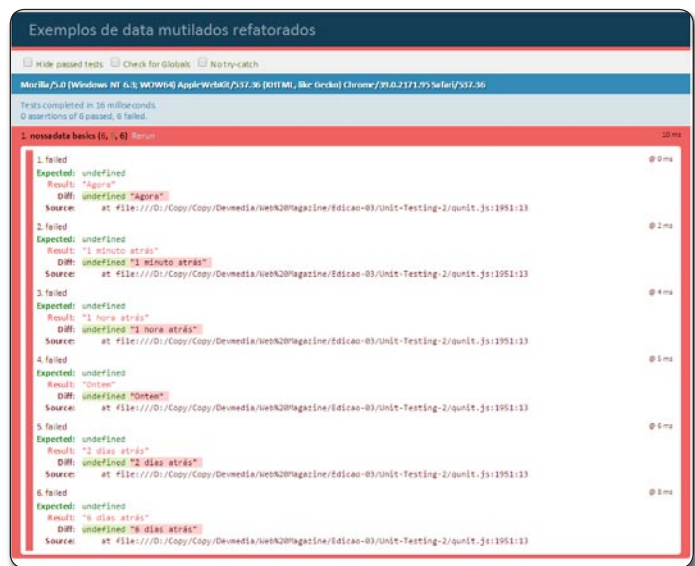 Exemplos de data mutilados refatorados
Hide passed tests Check for Globals No try-catch
Mozilla/5.0 (Windows NT 6.3; WOW64) AppleWebKit/537.36 (KHTML, like Gecko) Chrome/39.0.2171.95 Safari/537.36
Tests completed in 16 milliseconds.
0 assertions of 6 passed, 6 failed.
1. nossadata basics (6, 0, 6) Rerun 10 ms
1. failed @ 0 ms
Expected: undefined
Result: "Agora"
Diff: undefined "Agora"
Source: at file:///D:/Copy/Copy/Devmedia/Web%20Magazine/Edicao-03/Unit-Testing-2/qunit.js:1951:13
2. failed @ 2 ms
Expected: undefined
Result: "1 minuto atrás"
Diff: undefined "1 minuto atrás"
Source: at file:///D:/Copy/Copy/Devmedia/Web%20Magazine/Edicao-03/Unit-Testing-2/qunit.js:1951:13
3. failed @ 4 ms
Expected: undefined
Result: "1 hora atrás"
Diff: undefined "1 hora atrás"
Source: at file:///D:/Copy/Copy/Devmedia/Web%20Magazine/Edicao-03/Unit-Testing-2/qunit.js:1951:13
4. failed @ 5 ms
Expected: undefined
Result: "Ontem"
Diff: undefined "Ontem"
Source: at file:///D:/Copy/Copy/Devmedia/Web%20Magazine/Edicao-03/Unit-Testing-2/qunit.js:1951:13
5. failed @ 6 ms
Expected: undefined
Result: "2 dias atrás"
Diff: undefined "2 dias atrás"
Source: at file:///D:/Copy/Copy/Devmedia/Web%20Magazine/Edicao-03/Unit-Testing-2/qunit.js:1951:13
6. failed @ 8 ms
Expected: undefined
Result: "6 dias atrás"
Diff: undefined "6 dias atrás"
Source: at file:///D:/Copy/Copy/Devmedia/Web%20Magazine/Edicao-03/Unit-Testing-2/qunit.js:1951:13